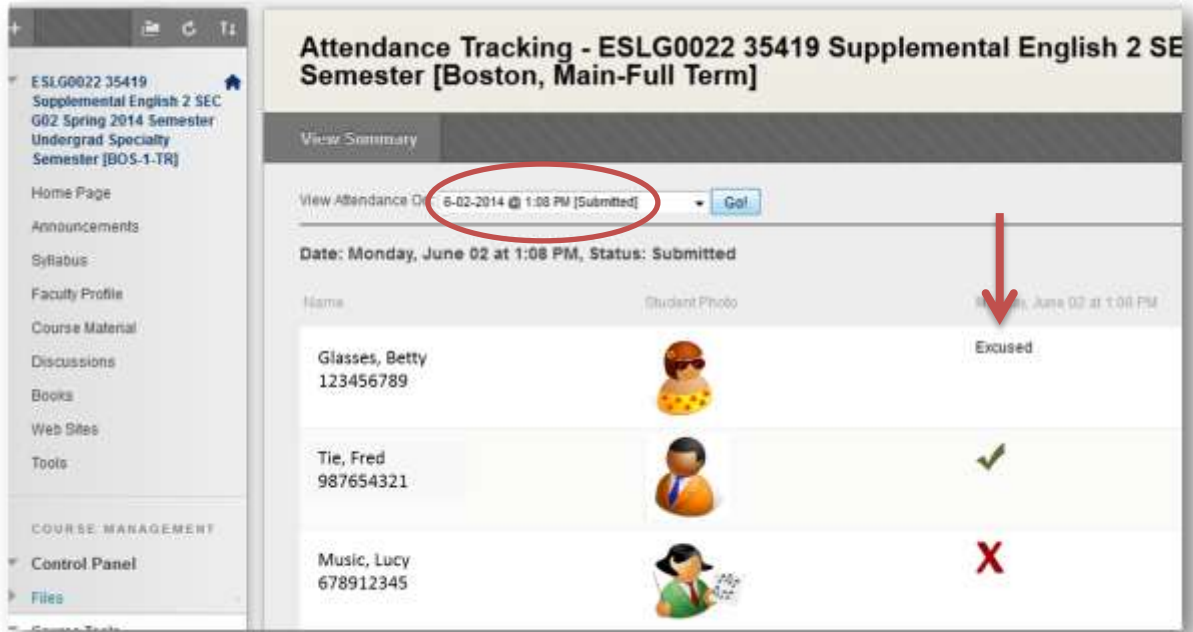 ESLG0022 35419
Supplemental English 2 SEC
G02 Spring 2014 Semester
Undergrad Specialty
Semester [BOS-1-TR]
Home Page
Announcements
Syllabus
Faculty Profile
Course Material
Discussions
Books
Web Sites
Tools
COURSE MANAGEMENT
Control Panel
Files
Course Tools
Attendance Tracking - ESLG0022 35419 Supplemental English 2 SE
Semester [Boston, Main-Full Term]
View Summary
View Attendance On: 6-02-2014 @ 1:08 PM [Submitted] Go!
Date: Monday, June 02 at 1:08 PM, Status: Submitted
Name Student Photo June 02 at 1:08 PM
Glasses, Betty Excused
123456789
Tie, Fred
987654321
Music, Lucy X
678912345